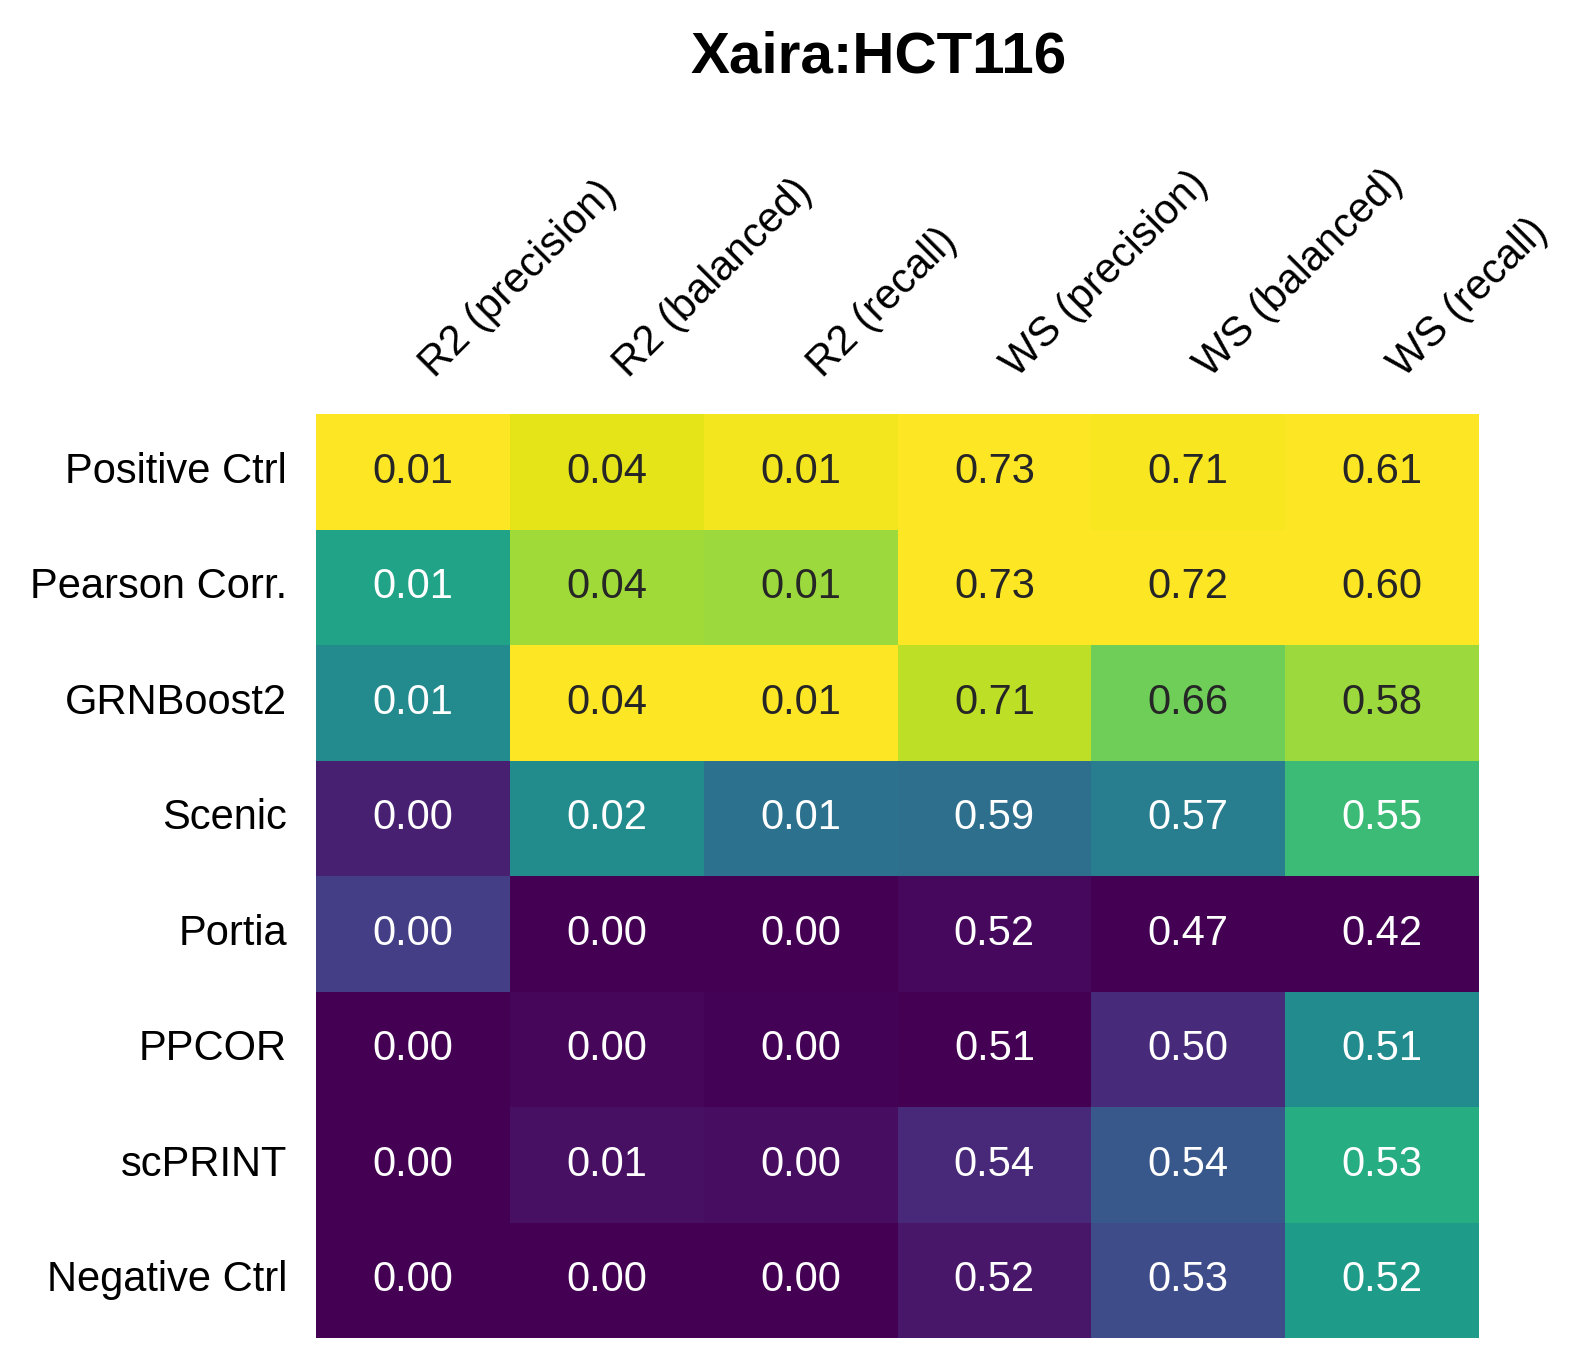 Xaira:HCT116
R2 (precision) R2 (balanced) R2 (recall) WS (precision) WS (balanced) WS (recall)
Positive Ctrl 0.01 0.04 0.01 0.73 0.71 0.61
Pearson Corr. 0.01 0.04 0.01 0.73 0.72 0.60
GRNBoost2 0.01 0.04 0.01 0.71 0.66 0.58
Scenic 0.00 0.02 0.01 0.59 0.57 0.55
Portia 0.00 0.00 0.00 0.52 0.47 0.42
PPCOR 0.00 0.00 0.00 0.51 0.50 0.51
scPRINT 0.00 0.01 0.00 0.54 0.54 0.53
Negative Ctrl 0.00 0.00 0.00 0.52 0.53 0.52